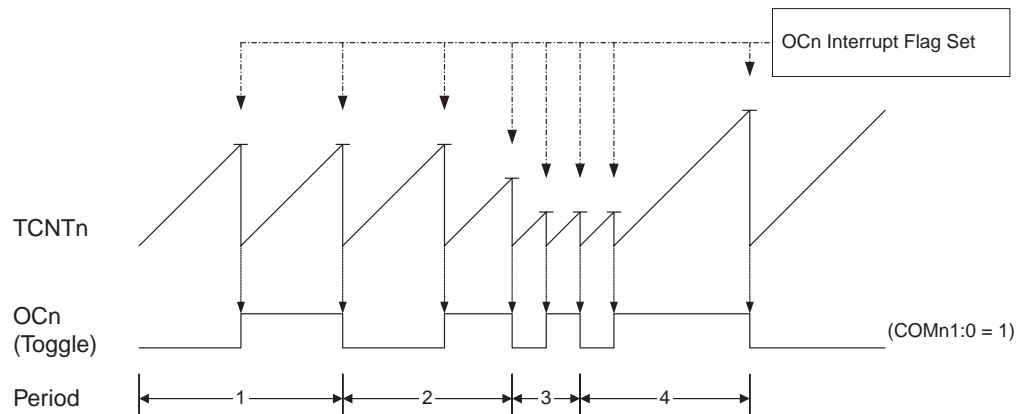 OCn Interrupt Flag Set
TCNTn
OCn
(Toggle)
(COMn1:0 = 1)
Period
1
2
3
4